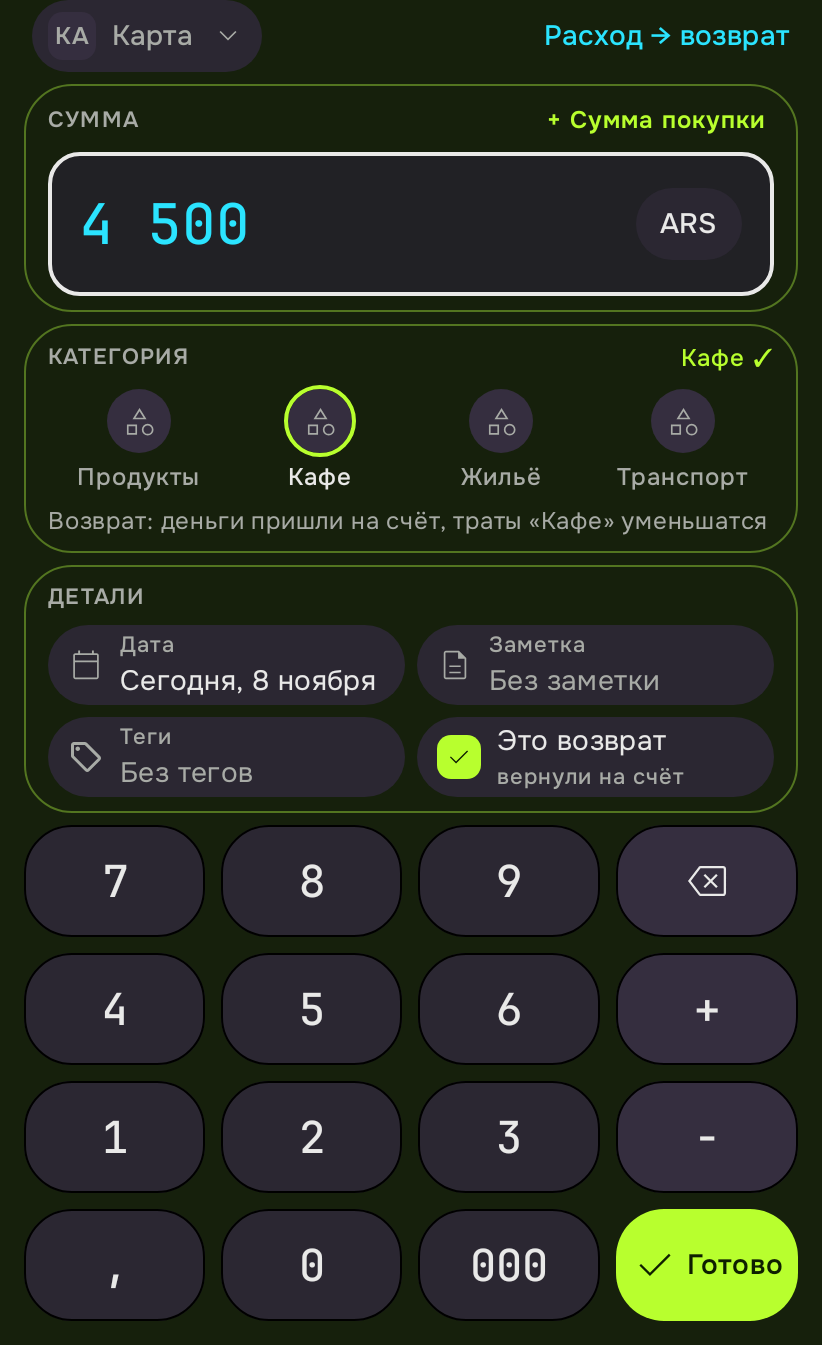 КА Карта
Расход → возврат
СУММА
+ Сумма покупки
4 500
ARS
КАТЕГОРИЯ
Кафе ✓
Продукты
Кафе
Жильё
Транспорт
Возврат: деньги пришли на счёт, траты «Кафе» уменьшатся
ДЕТАЛИ
Дата
Сегодня, 8 ноября
Заметка
Без заметки
Теги
Без тегов
Это возврат
вернули на счёт
7 8 9
4 5 6 +
1 2 3 -
, 0 000 Готово